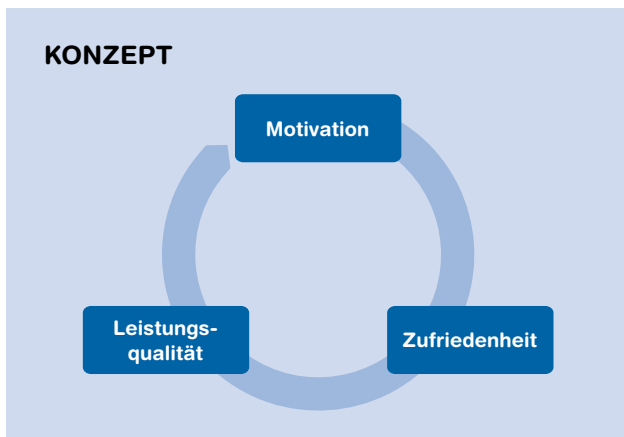 KONZEPT
Motivation
Leistungs-
qualität
Zufriedenheit